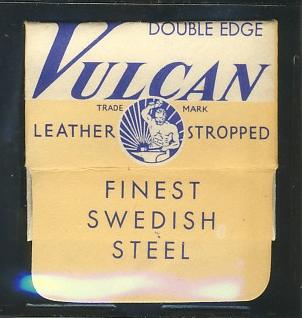 DOUBLE EDGE
VULCAN
TRADE MARK
LEATHER STROPPED
FINEST
SWEDISH
STEEL